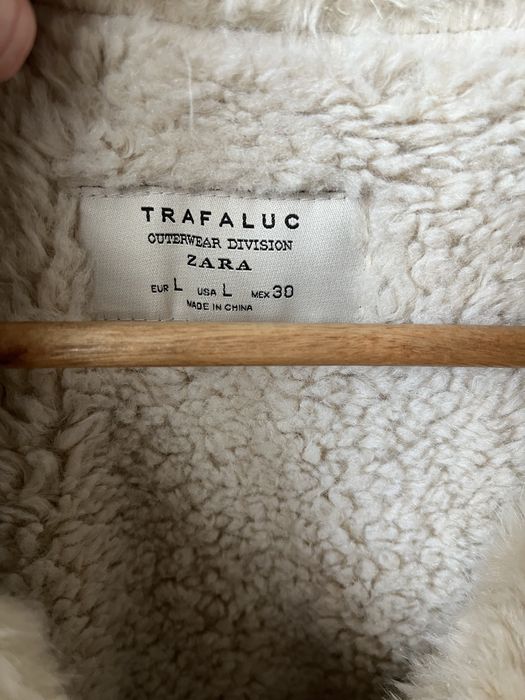 TRAFALUC
OUTERWEAR DIVISION
ZARA
EUR L USA L MEX 30
MADE IN CHINA